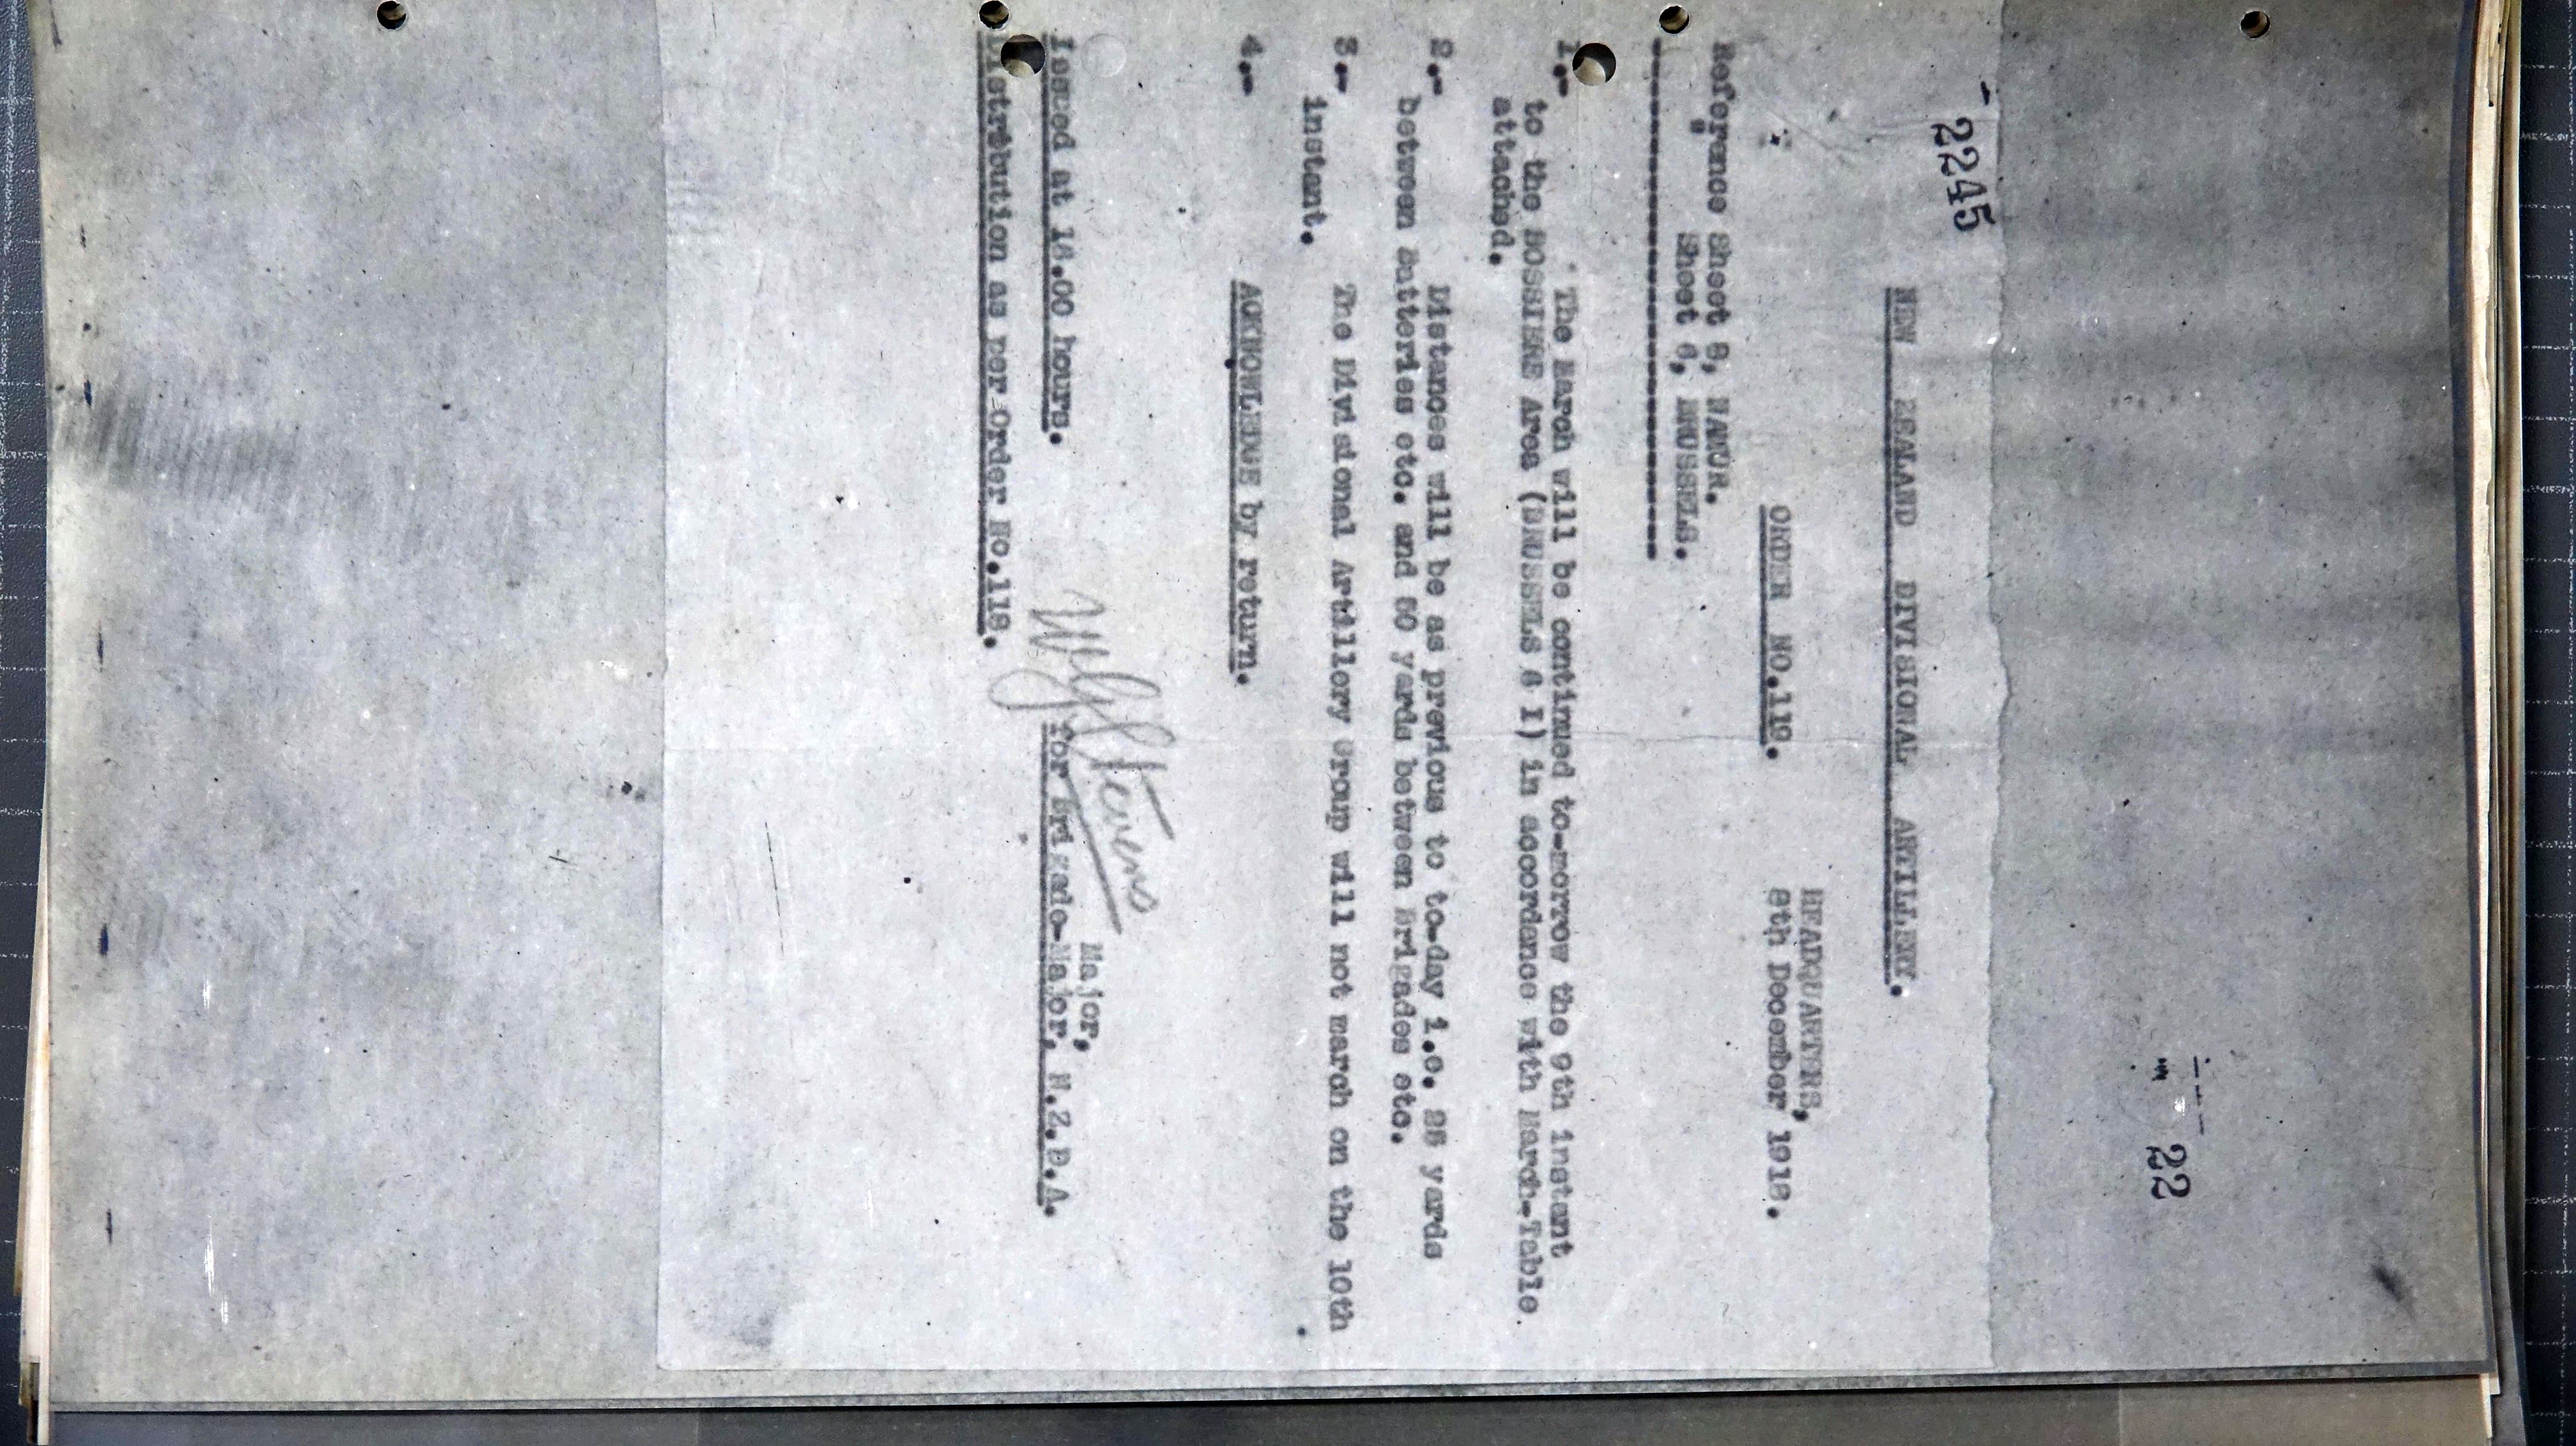 22
2245
NEW ZEALAND DIVISIONAL ARTILLERY.
HEADQUARTERS,
ORDER NO.119. 8th December 1918.
Reference Sheet 8, NAMUR.
" Sheet 6, BRUSSELS.
1.- The March will be continued to-morrow the 9th instant
to the BOSSIERE Area (BRUSSELS 6 I) in accordance with March-Table
attached.
2.- Distances will be as previous to to-day i.e. 25 yards
between Batteries etc. and 50 yards between Brigades etc.
3.- The Divisional Artillery Group will not march on the 10th
instant.
4.- ACKNOWLEDGE by return.
Major,
Issued at 16.00 hours. for Brigade-Major, N.Z.D.A.
Distribution as per Order No.118.